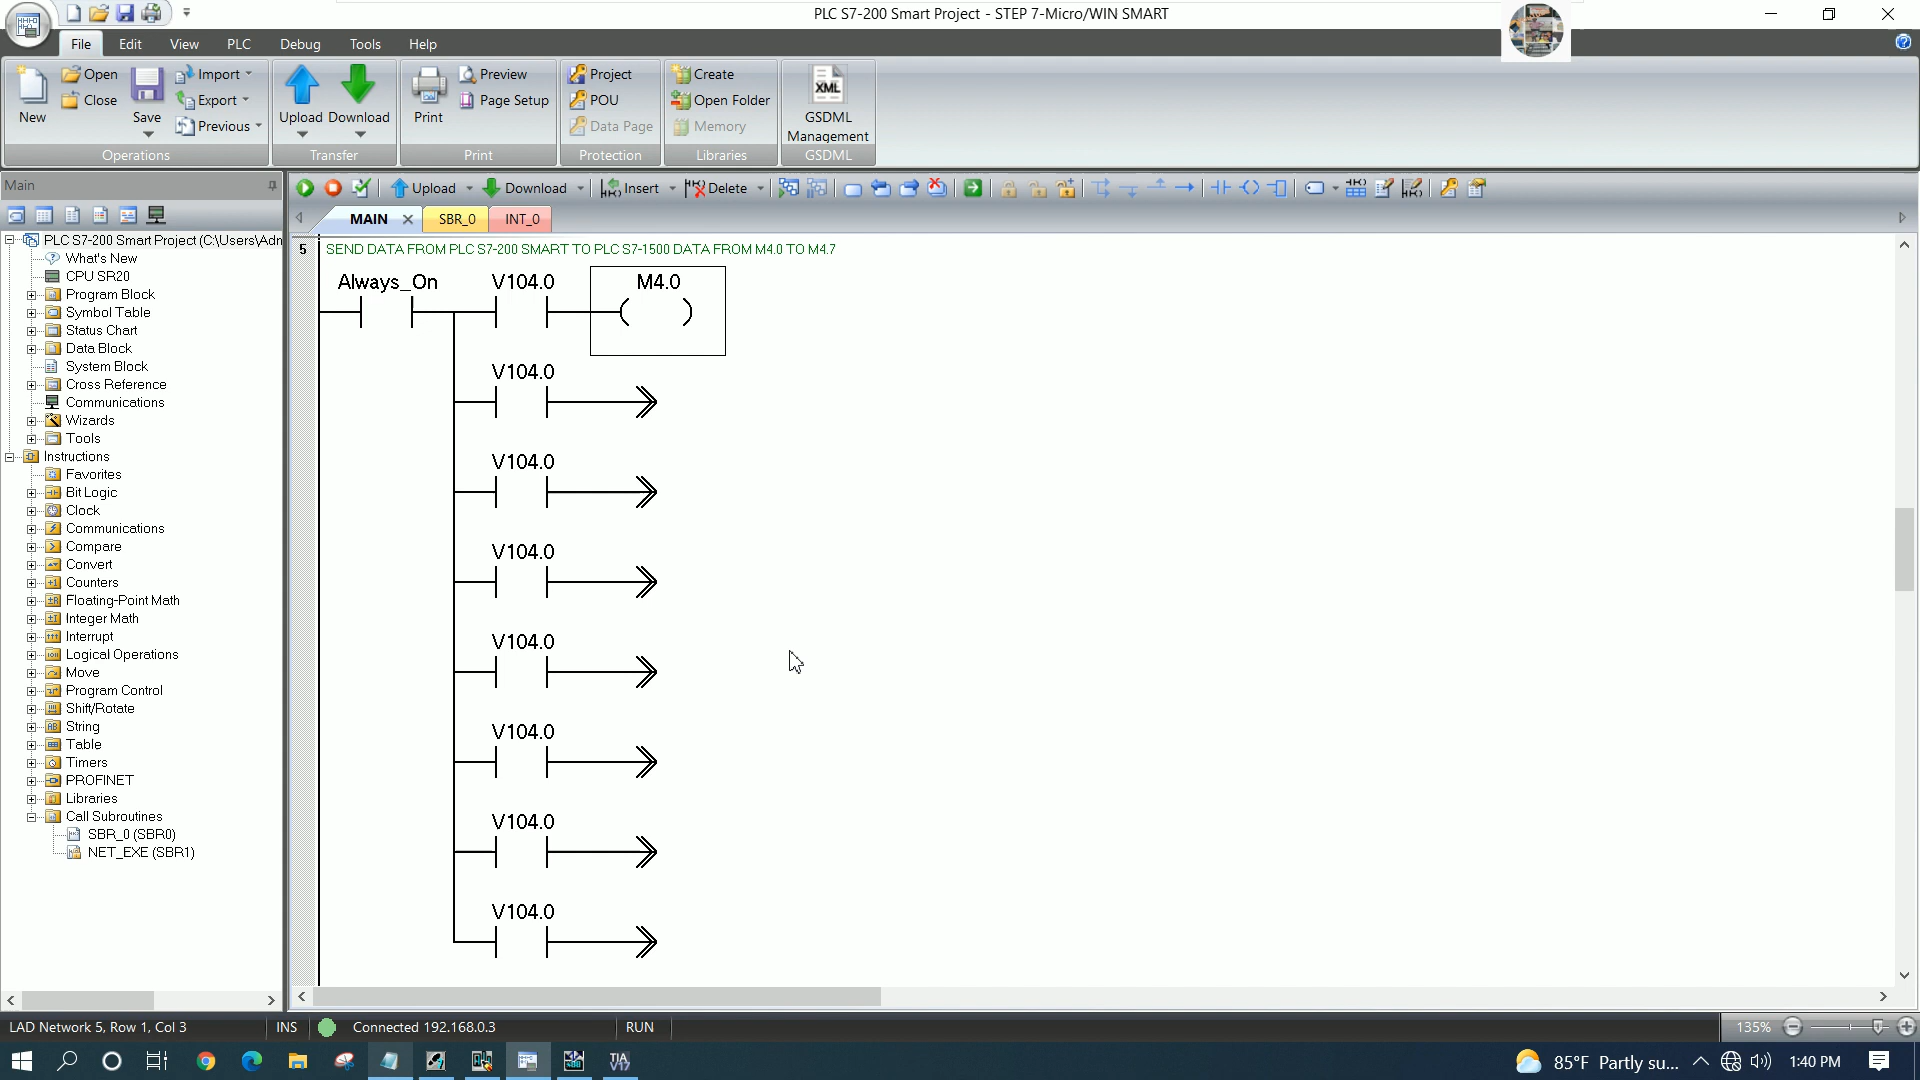 PLC S7-200 Smart Project - STEP 7-Micro/WIN SMART
File Edit View PLC Debug Tools Help
New Open Close Save Import Export Previous
Upload Download
Print Preview Page Setup
Project POU Data Page
Create Open Folder Memory
XML GSDML Management
Operations Transfer Print Protection Libraries GSDML
Main
Upload Download Insert Delete
MAIN SBR_0 INT_0
PLC S7-200 Smart Project (C:\Users\Adn
What's New
CPU SR20
Program Block
Symbol Table
Status Chart
Data Block
System Block
Cross Reference
Communications
Wizards
Tools
Instructions
Favorites
Bit Logic
Clock
Communications
Compare
Convert
Counters
Floating-Point Math
Integer Math
Interrupt
Logical Operations
Move
Program Control
Shift/Rotate
String
Table
Timers
PROFINET
Libraries
Call Subroutines
SBR_0 (SBR0)
NET_EXE (SBR1)
5 SEND DATA FROM PLC S7-200 SMART TO PLC S7-1500 DATA FROM M4.0 TO M4.7
Always_On V104.0 M4.0
V104.0
V104.0
V104.0
V104.0
V104.0
V104.0
V104.0
LAD Network 5, Row 1, Col 3 INS Connected 192.168.0.3 RUN 135%
TIA V17 85°F Partly su... 1:40 PM